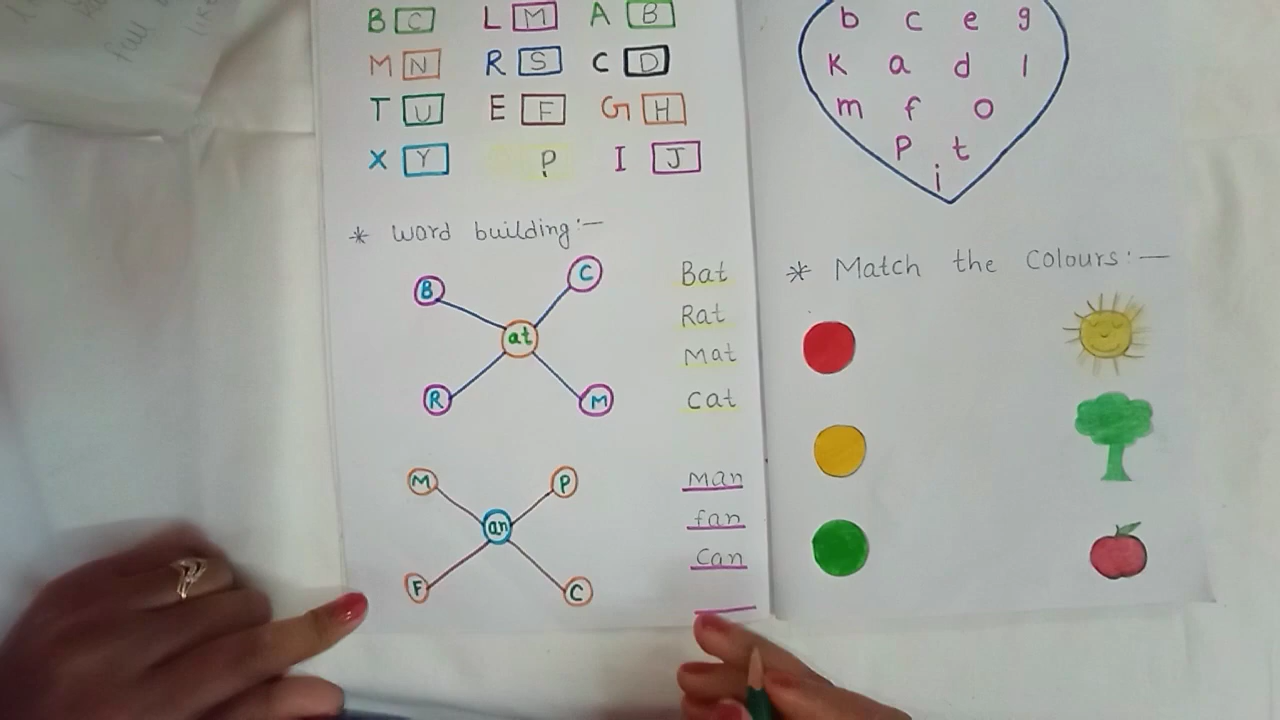 B C L M A B
M N R S C D
T U E F G H
X Y ? I J
* Word building:-
B C
at
R M
Bat
Rat
Mat
Cat
M P
an
F C
Man
fan
Can
b c e g
k a d l
m f o
P t
i
* Match the Colours:-